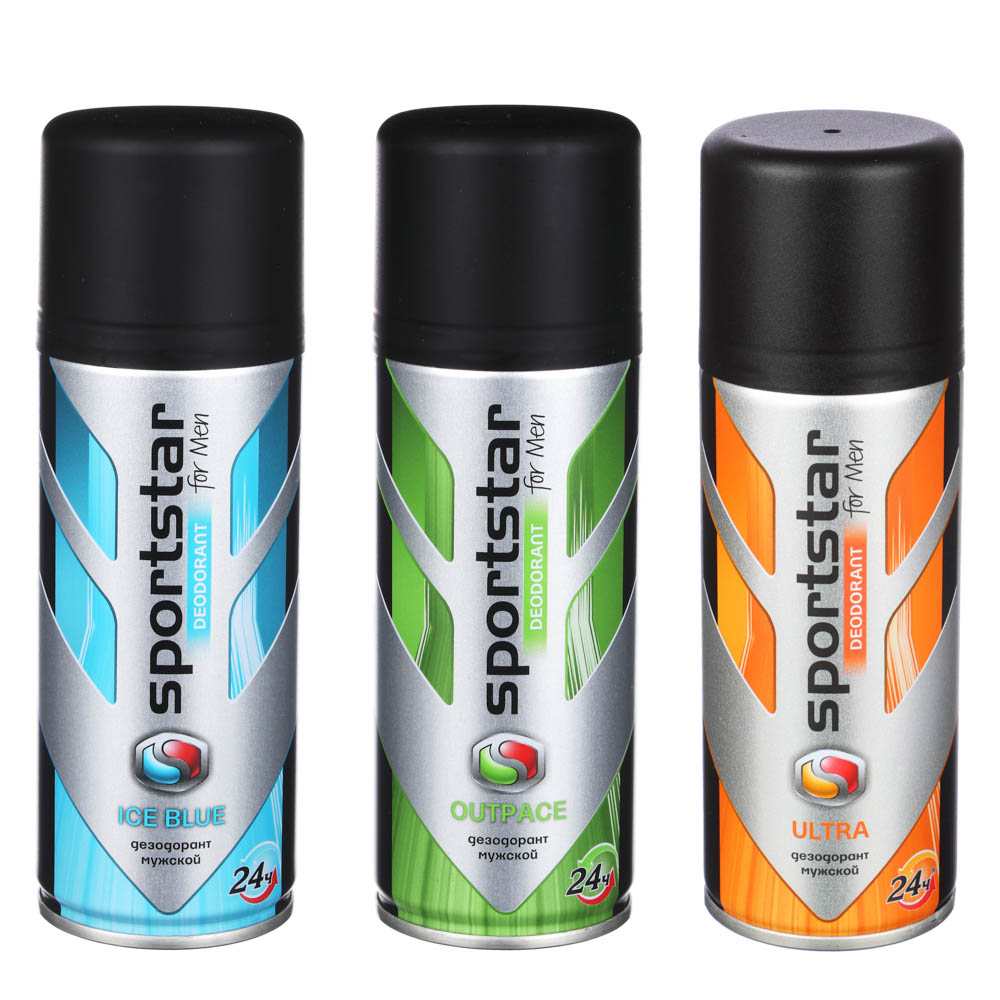 sportstar
for Men
DEODORANT
ICE BLUE
дезодорант
мужской
24ч
sportstar
for Men
DEODORANT
OUTPACE
дезодорант
мужской
24ч
sportstar
for Men
DEODORANT
ULTRA
дезодорант
мужской
24ч*